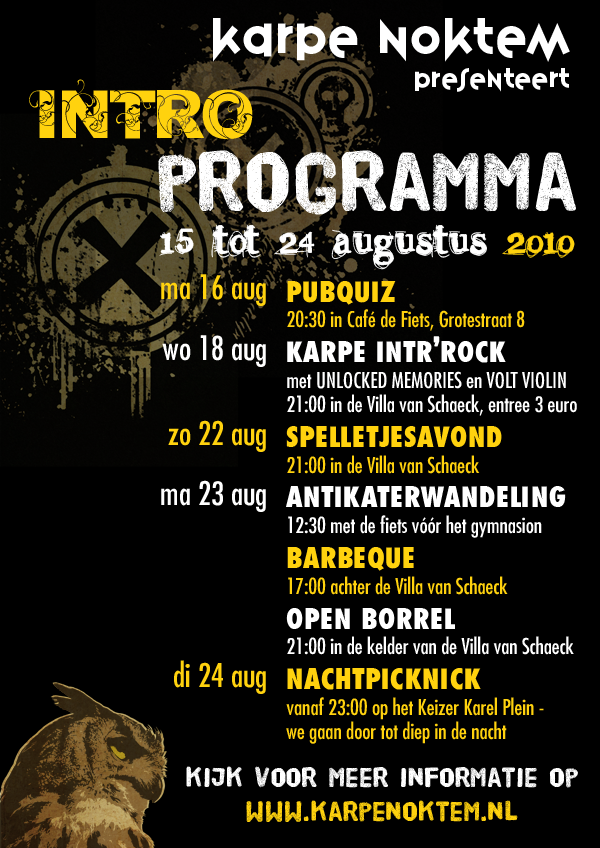 karpe Noktem
presenteert
INTRO
PROGRAMMA
15 tot 24 augustus 2010
ma 16 aug PUBQUIZ
20:30 in Café de Fiets, Grotestraat 8
wo 18 aug KARPE INTR'ROCK
met UNLOCKED MEMORIES en VOLT VIOLIN
21:00 in de Villa van Schaeck, entree 3 euro
zo 22 aug SPELLETJESAVOND
21:00 in de Villa van Schaeck
ma 23 aug ANTIKATERWANDELING
12:30 met de fiets vóór het gymnasion
BARBEQUE
17:00 achter de Villa van Schaeck
OPEN BORREL
21:00 in de kelder van de Villa van Schaeck
di 24 aug NACHTPICKNICK
vanaf 23:00 op het Keizer Karel Plein -
we gaan door tot diep in de nacht
KIJK VOOR MEER INFORMATIE OP
WWW.KARPENOKTEM.NL